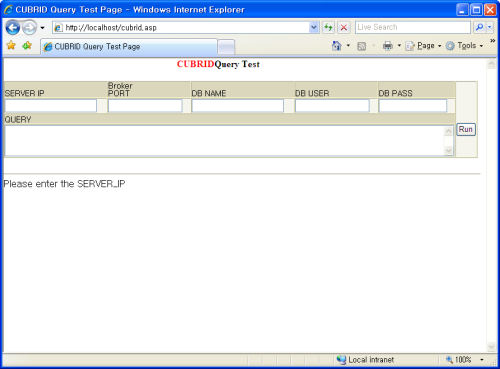 CUBRID Query Test Page - Windows Internet Explorer
http://localhost/cubrid.asp
Live Search
CUBRID Query Test Page
Page
Tools
CUBRIDQuery Test
SERVER IP
Broker
PORT
DB NAME
DB USER
DB PASS
QUERY
Run
Please enter the SERVER_IP
Local intranet
100%